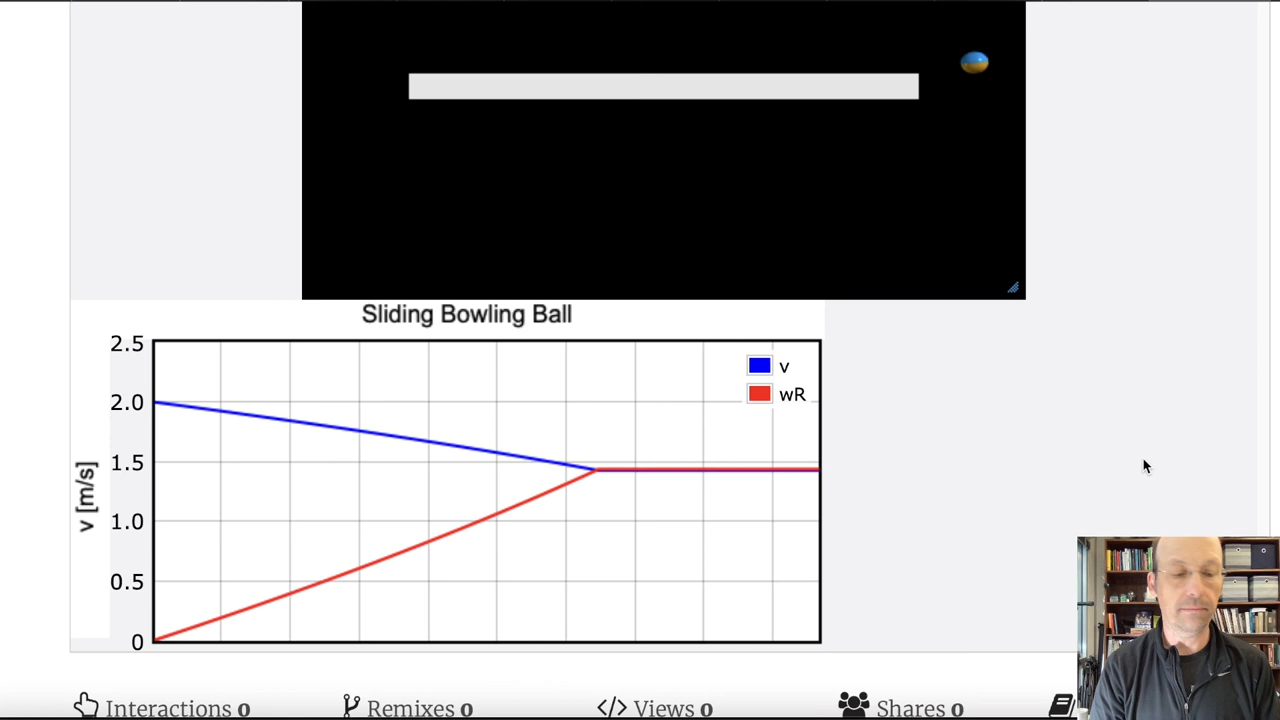 Sliding Bowling Ball
2.5
2.0
1.5
1.0
0.5
0
v [m/s]
v
wR
Interactions 0
Remixes 0
Views 0
Shares 0